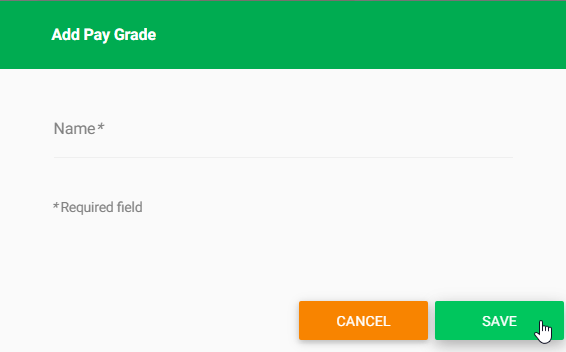 Add Pay Grade
Name*
*Required field
CANCEL
SAVE